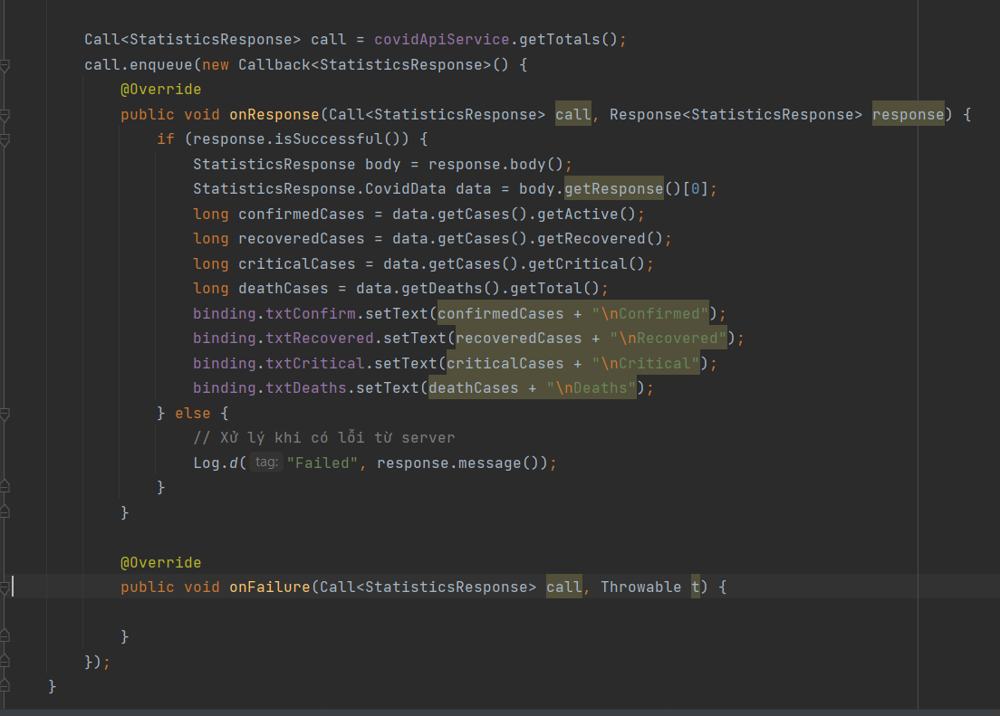 Call<StatisticsResponse> call = covidApiService.getTotals();
call.enqueue(new Callback<StatisticsResponse>() {
@Override
public void onResponse(Call<StatisticsResponse> call, Response<StatisticsResponse> response) {
if (response.isSuccessful()) {
StatisticsResponse body = response.body();
StatisticsResponse.CovidData data = body.getResponse()[0];
long confirmedCases = data.getCases().getActive();
long recoveredCases = data.getCases().getRecovered();
long criticalCases = data.getCases().getCritical();
long deathCases = data.getDeaths().getTotal();
binding.txtConfirm.setText(confirmedCases + "\nConfirmed");
binding.txtRecovered.setText(recoveredCases + "\nRecovered");
binding.txtCritical.setText(criticalCases + "\nCritical");
binding.txtDeaths.setText(deathCases + "\nDeaths");
} else {
// Xử lý khi có lỗi từ server
Log.d( tag: "Failed", response.message());
}
}
@Override
public void onFailure(Call<StatisticsResponse> call, Throwable t) {
}
});
}